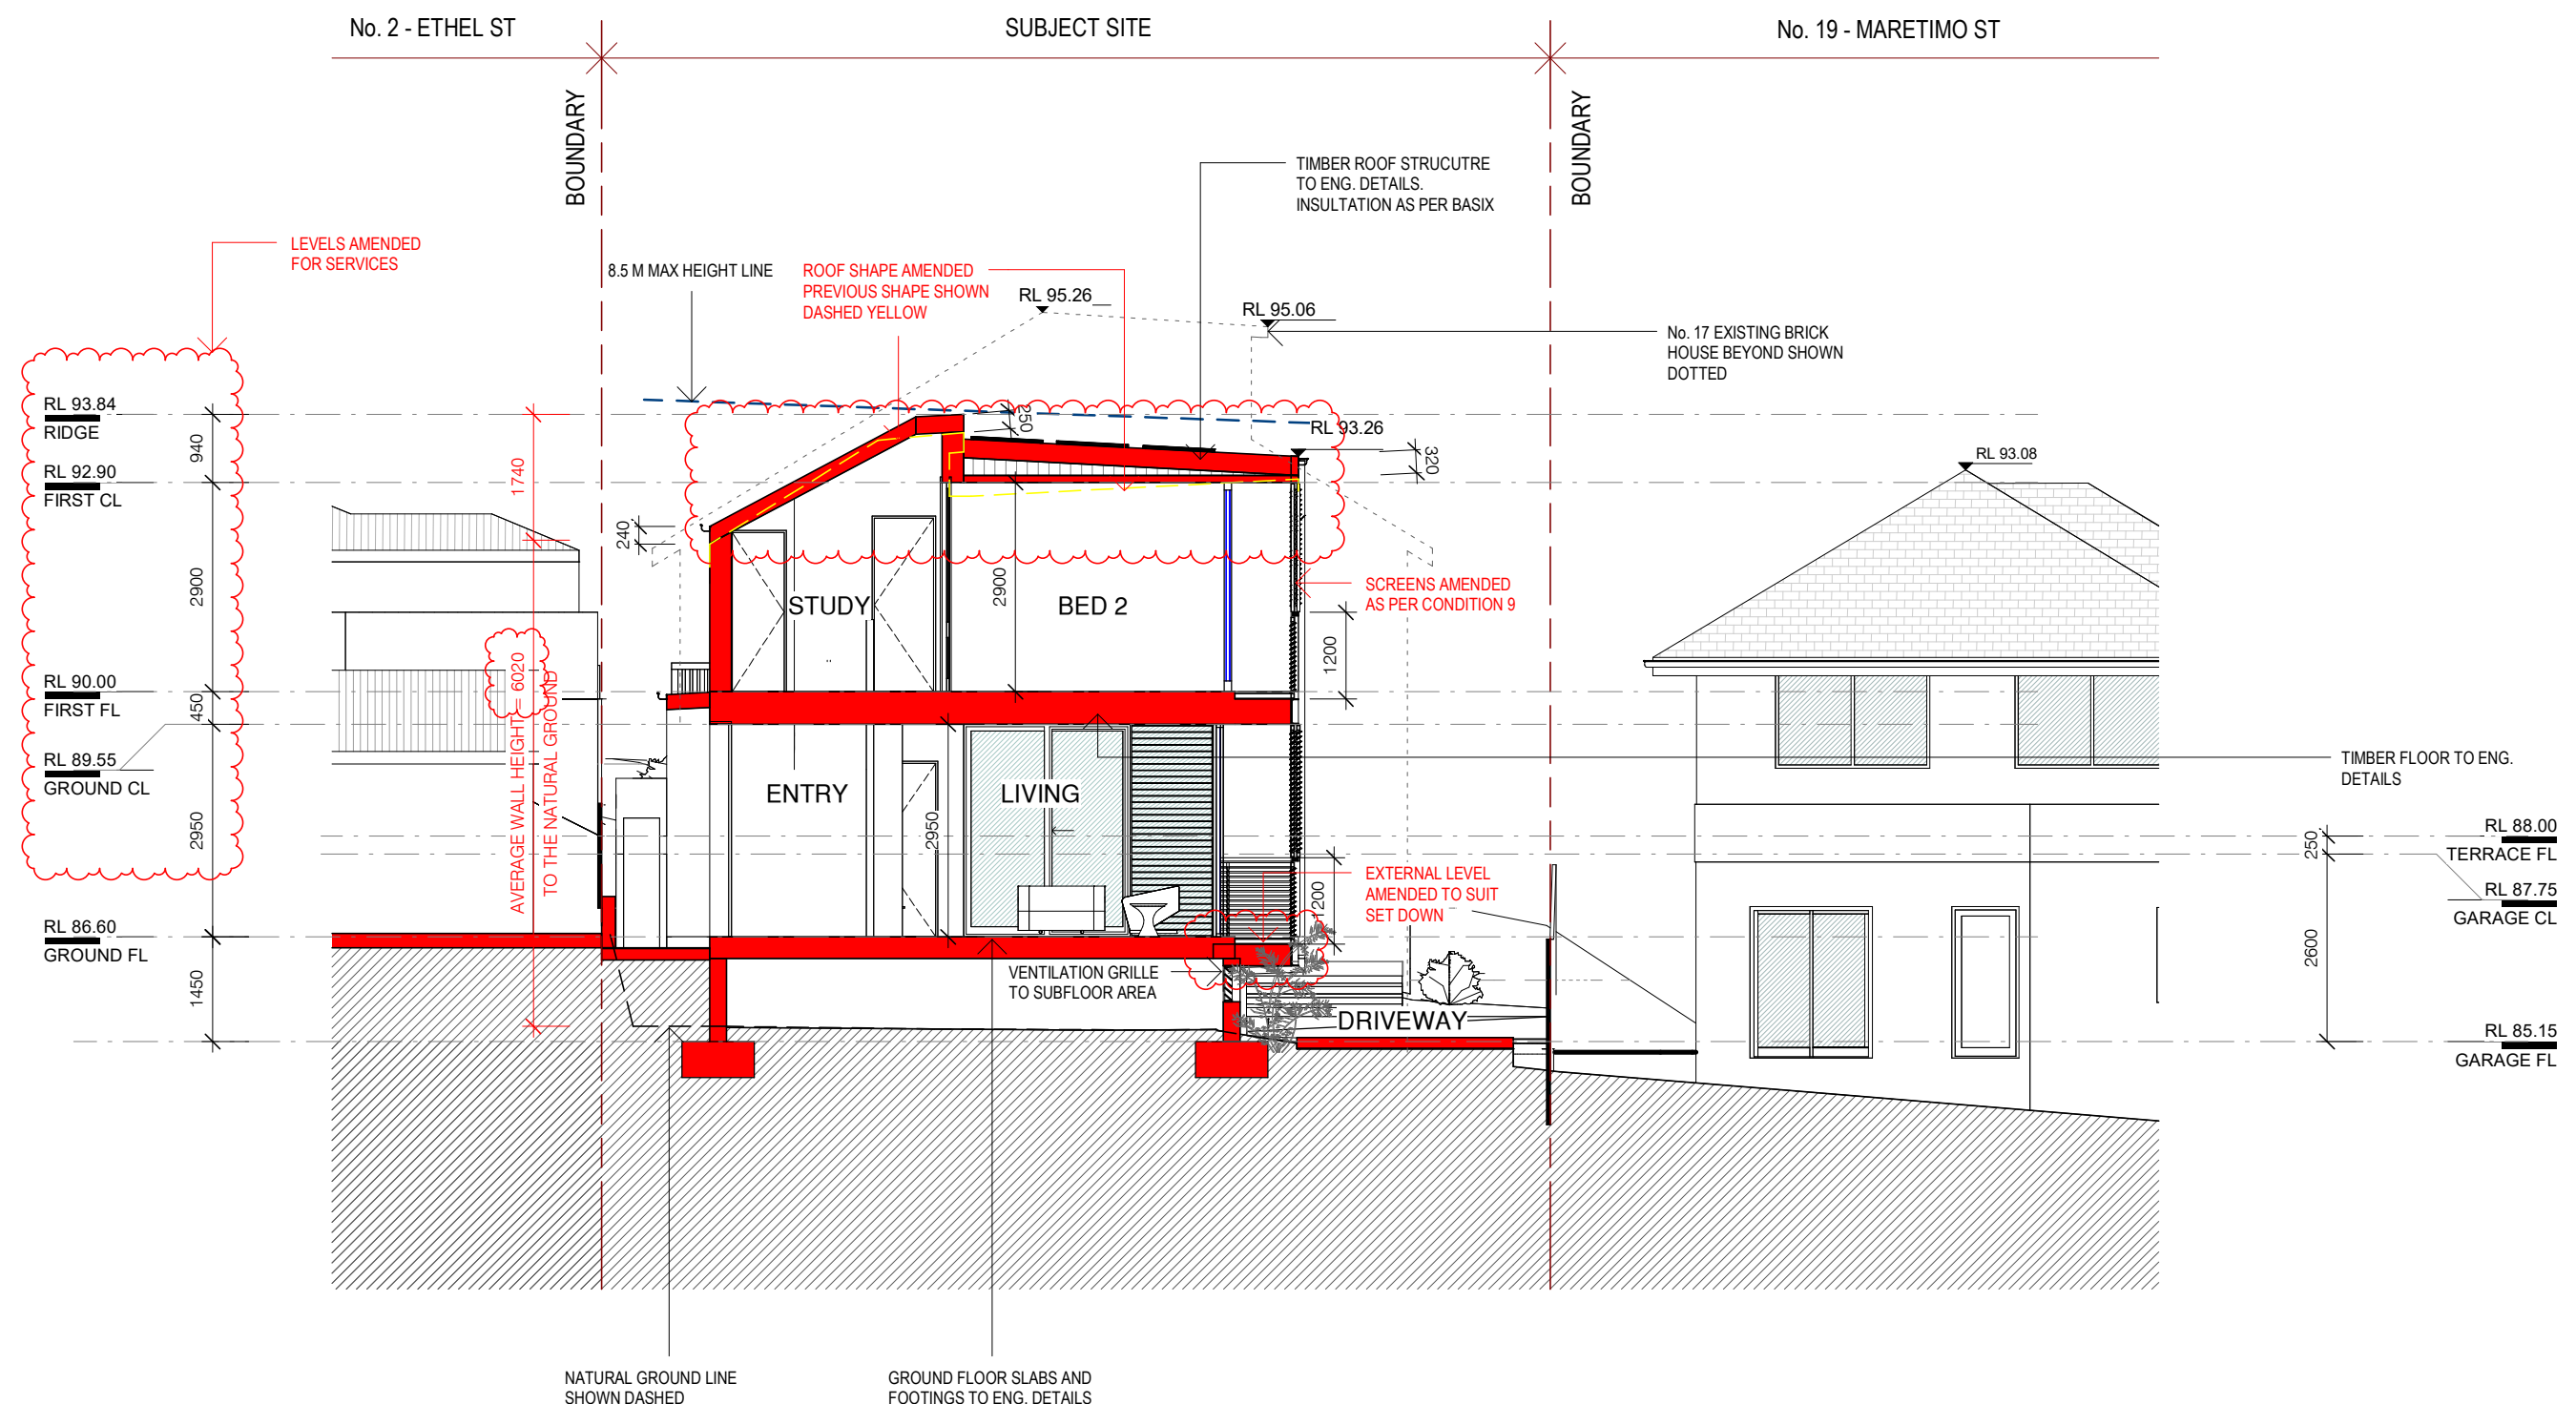 No. 2 - ETHEL ST
SUBJECT SITE
No. 19 - MARETIMO ST
BOUNDARY
BOUNDARY
TIMBER ROOF STRUCUTRE
TO ENG. DETAILS.
INSULTATION AS PER BASIX
LEVELS AMENDED
FOR SERVICES
8.5 M MAX HEIGHT LINE
ROOF SHAPE AMENDED
PREVIOUS SHAPE SHOWN
DASHED YELLOW
RL 95.26
RL 95.06
No. 17 EXISTING BRICK
HOUSE BEYOND SHOWN
DOTTED
RL 93.84
RIDGE
940
RL 92.90
FIRST CL
2900
RL 90.00
FIRST FL
450
RL 89.55
GROUND CL
2950
RL 86.60
GROUND FL
1450
1740
AVERAGE WALL HEIGHT = 6020
TO THE NATURAL GROUND
240
250
RL 93.26
320
RL 93.08
STUDY
2900
BED 2
SCREENS AMENDED
AS PER CONDITION 9
1200
ENTRY
LIVING
2950
TIMBER FLOOR TO ENG.
DETAILS
EXTERNAL LEVEL
AMENDED TO SUIT
SET DOWN
1200
VENTILATION GRILLE
TO SUBFLOOR AREA
DRIVEWAY
RL 88.00
TERRACE FL
250
RL 87.75
GARAGE CL
2600
RL 85.15
GARAGE FL
NATURAL GROUND LINE
SHOWN DASHED
GROUND FLOOR SLABS AND
FOOTINGS TO ENG. DETAILS